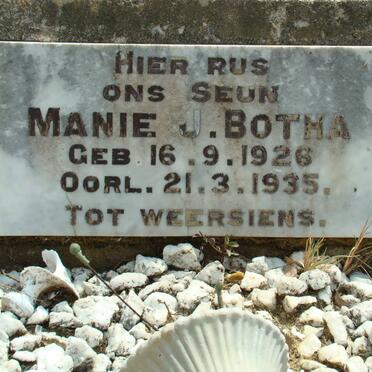 HIER RUS
ONS SEUN
MANIE J. BOTHA
GEB. 16.9.1926
OORL. 21.3.1935.
TOT WEERSIENS.